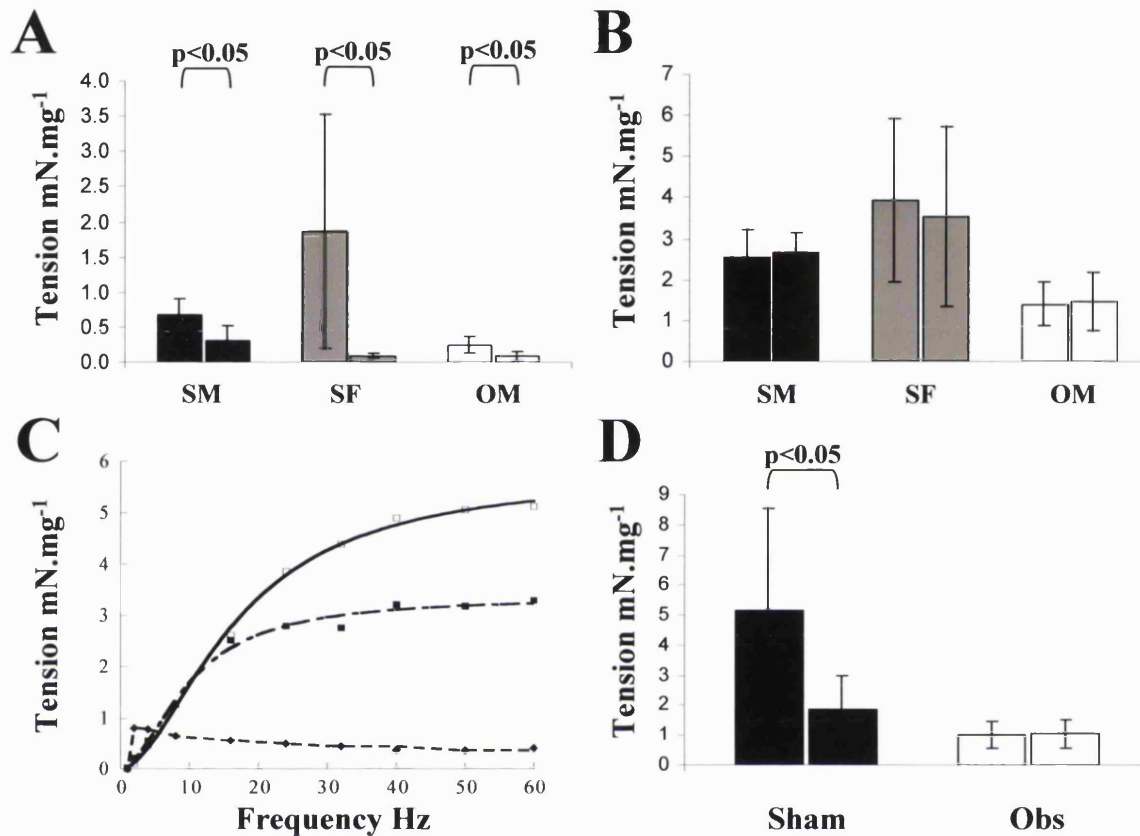 A
p<0.05 p<0.05 p<0.05
Tension mN.mg-1
4.0
3.5
3.0
2.5
2.0
1.5
1.0
0.5
0.0
SM SF OM
B
Tension mN.mg-1
7
6
5
4
3
2
1
0
SM SF OM
C
Tension mN.mg-1
6
5
4
3
2
1
0
0 10 20 30 40 50 60
Frequency Hz
D
p<0.05
Tension mN.mg-1
9
8
7
6
5
4
3
2
1
0
Sham Obs